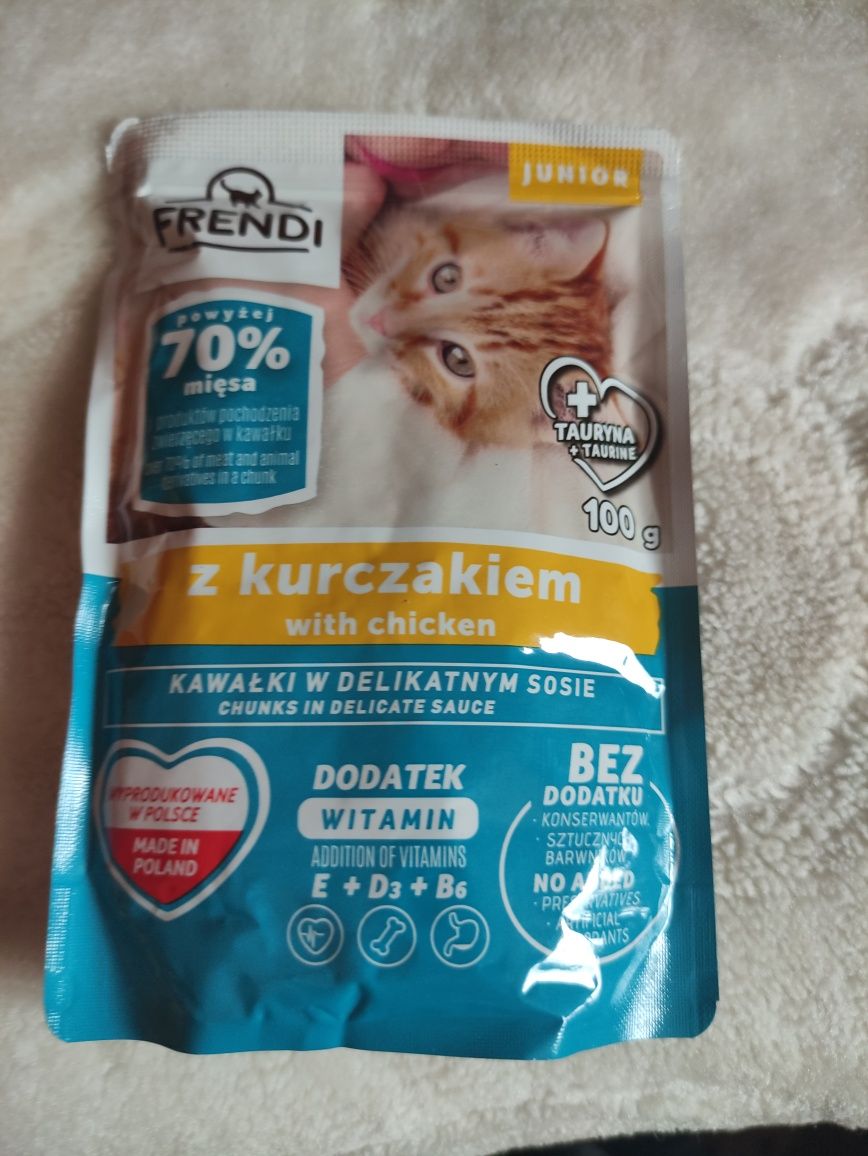 JUNIOR
FRENDI
powyżej
70%
mięsa
produktów pochodzenia
zwierzęcego w kawałku
over 70% of meat and animal
derivatives in a chunk
TAURYNA
+ TAURINE
100 g
z kurczakiem
with chicken
KAWAŁKI W DELIKATNYM SOSIE
CHUNKS IN DELICATE SAUCE
WYPRODUKOWANE
W POLSCE
MADE IN
POLAND
DODATEK
WITAMIN
ADDITION OF VITAMINS
E + D3 + B6
BEZ
DODATKU
· KONSERWANTÓW
· SZTUCZNYCH
BARWNIKÓW
NO ADDED
· PRESERVATIVES
· ARTIFICIAL